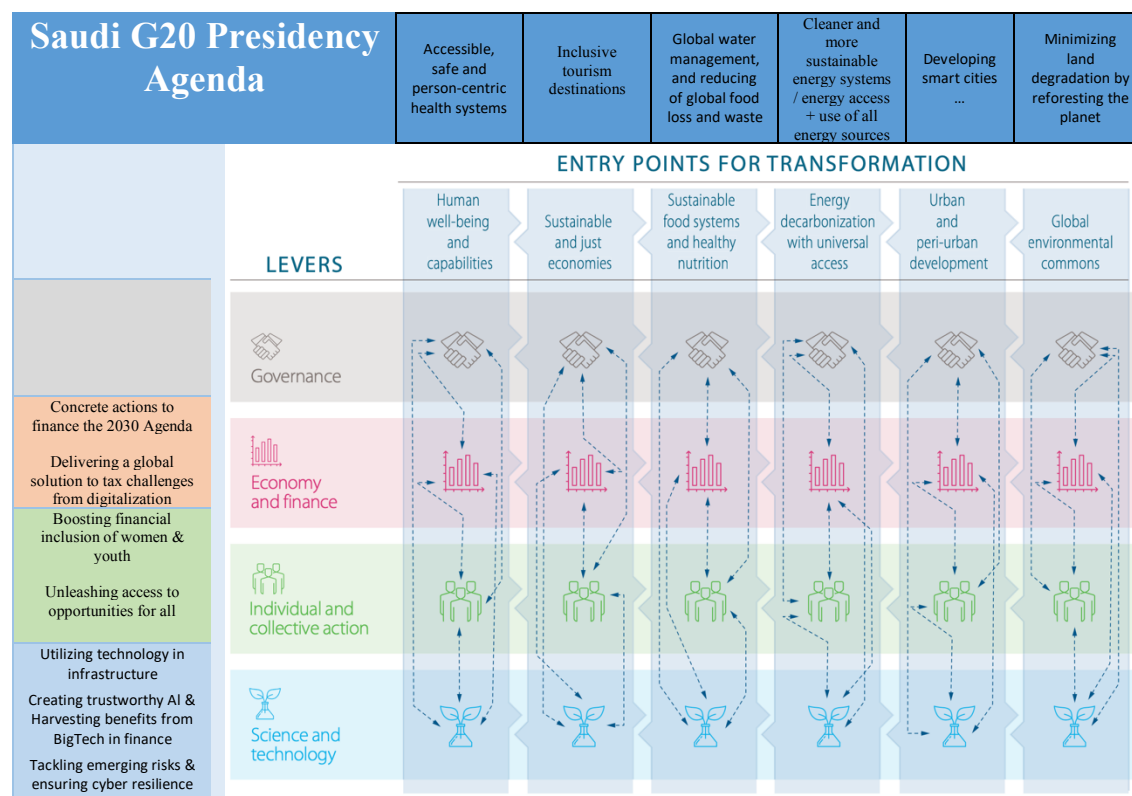 Saudi G20 Presidency
Agenda
Accessible,
safe and
person-centric
health systems
Inclusive
tourism
destinations
Global water
management,
and reducing
of global food
loss and waste
Cleaner and
more
sustainable
energy systems
/ energy access
+ use of all
energy sources
Developing
smart cities
...
Minimizing
land
degradation by
reforesting the
planet
ENTRY POINTS FOR TRANSFORMATION
LEVERS
Human
well-being
and
capabilities
Sustainable
and just
economies
Sustainable
food systems
and healthy
nutrition
Energy
decarbonization
with universal
access
Urban
and
peri-urban
development
Global
environmental
commons
Governance
Concrete actions to
finance the 2030 Agenda
Delivering a global
solution to tax challenges
from digitalization
Economy
and finance
Boosting financial
inclusion of women &
youth
Unleashing access to
opportunities for all
Individual and
collective action
Utilizing technology in
infrastructure
Creating trustworthy Al &
Harvesting benefits from
BigTech in finance
Tackling emerging risks &
ensuring cyber resilience
Science and
technology